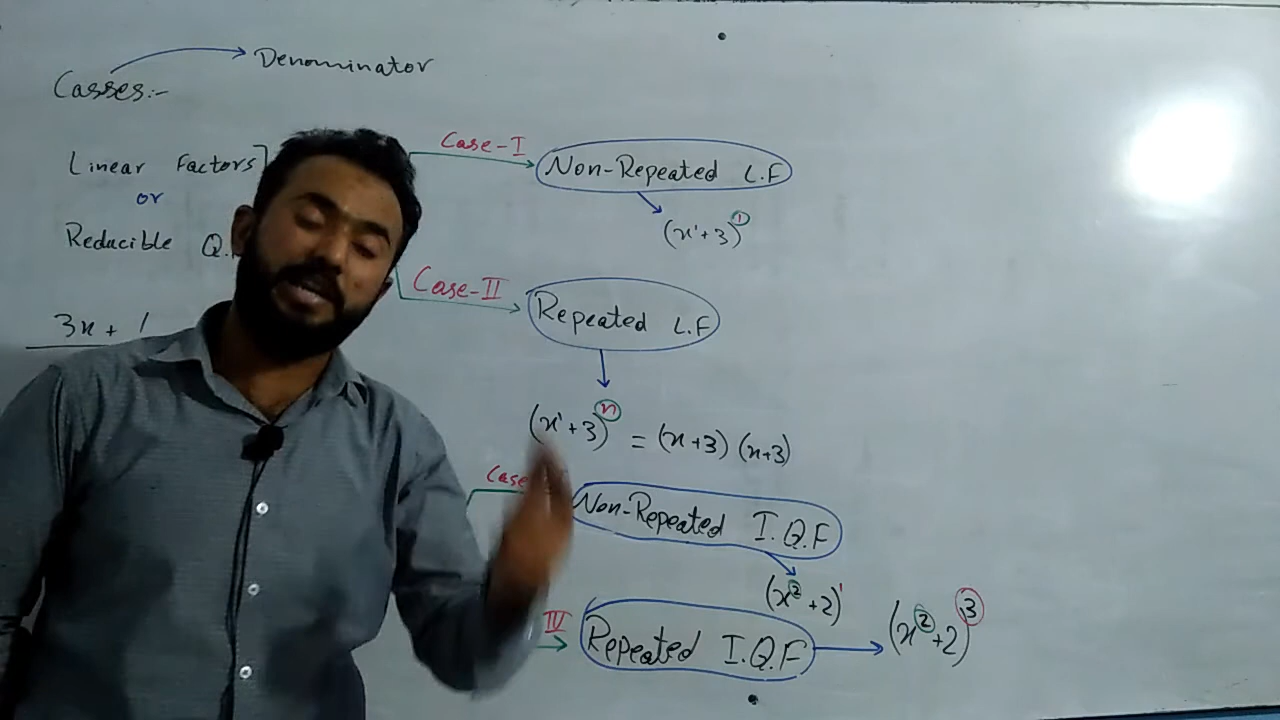 Denominator
Casses:-
Case-I
Linear Factors]
Non-Repeated L.F
or
(x¹+3)¹
Reducible Q.
Case-II
Repeated L.F
3x + 1
(x¹+3)ⁿ = (x+3) (x+3)
Case
Non-Repeated I.Q.F
(x²+2)¹
IV
Repeated I.Q.F
(x²+2)³